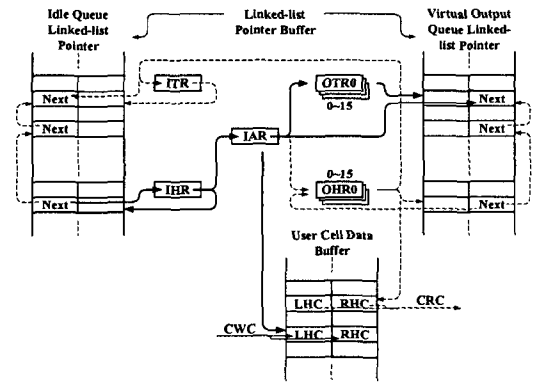 Idle Queue
Linked-list
Pointer
Linked-list
Pointer Buffer
Virtual Output
Queue Linked-
list Pointer
ITR
OTR0
0~15
Next
Next
Next
Next
IAR
0~15
IHR
OHR0
Next
Next
User Cell Data
Buffer
LHC
RHC
CRC
CWC
LHC
RHC